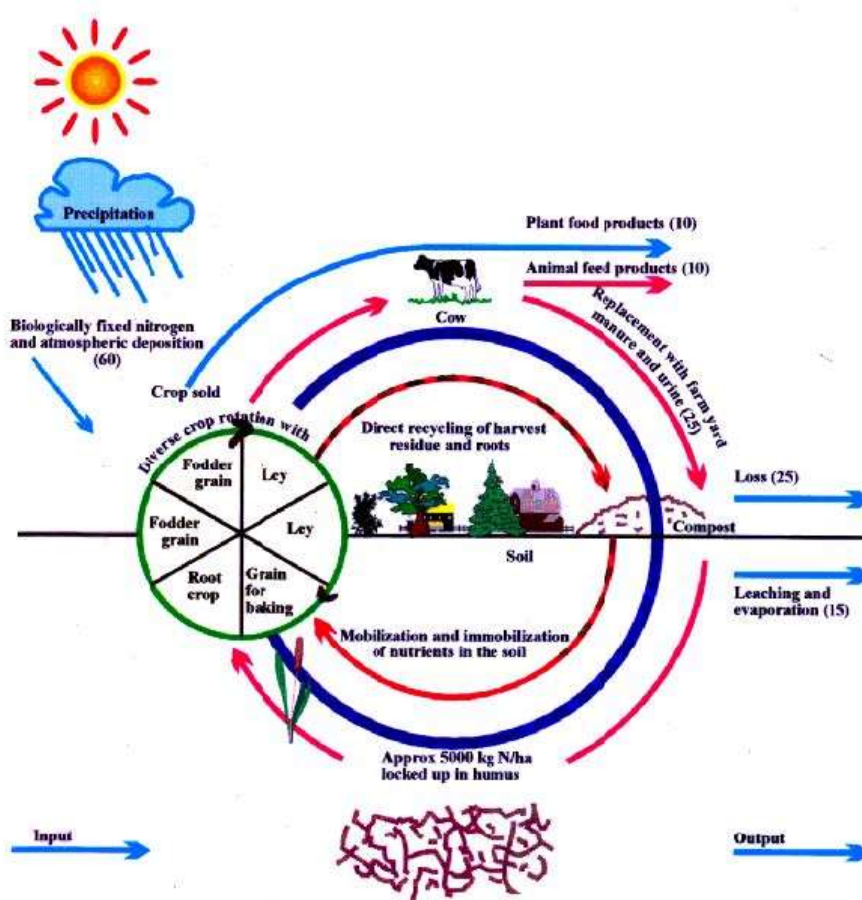 Precipitation
Plant food products (10)
Animal feed products (10)
Cow
Replacement with farm yard
manure and urine (25)
Biologically fixed nitrogen
and atmospheric deposition
(60)
Crop sold
Diverse crop rotation with
Direct recycling of harvest
residue and roots
Fodder
grain
Ley
Fodder
grain
Ley
Root
crop
Grain
for
baking
Loss (25)
Compost
Soil
Leaching and
evaporation (15)
Mobilization and immobilization
of nutrients in the soil
Approx 5000 kg N/ha
locked up in humus
Input
Output